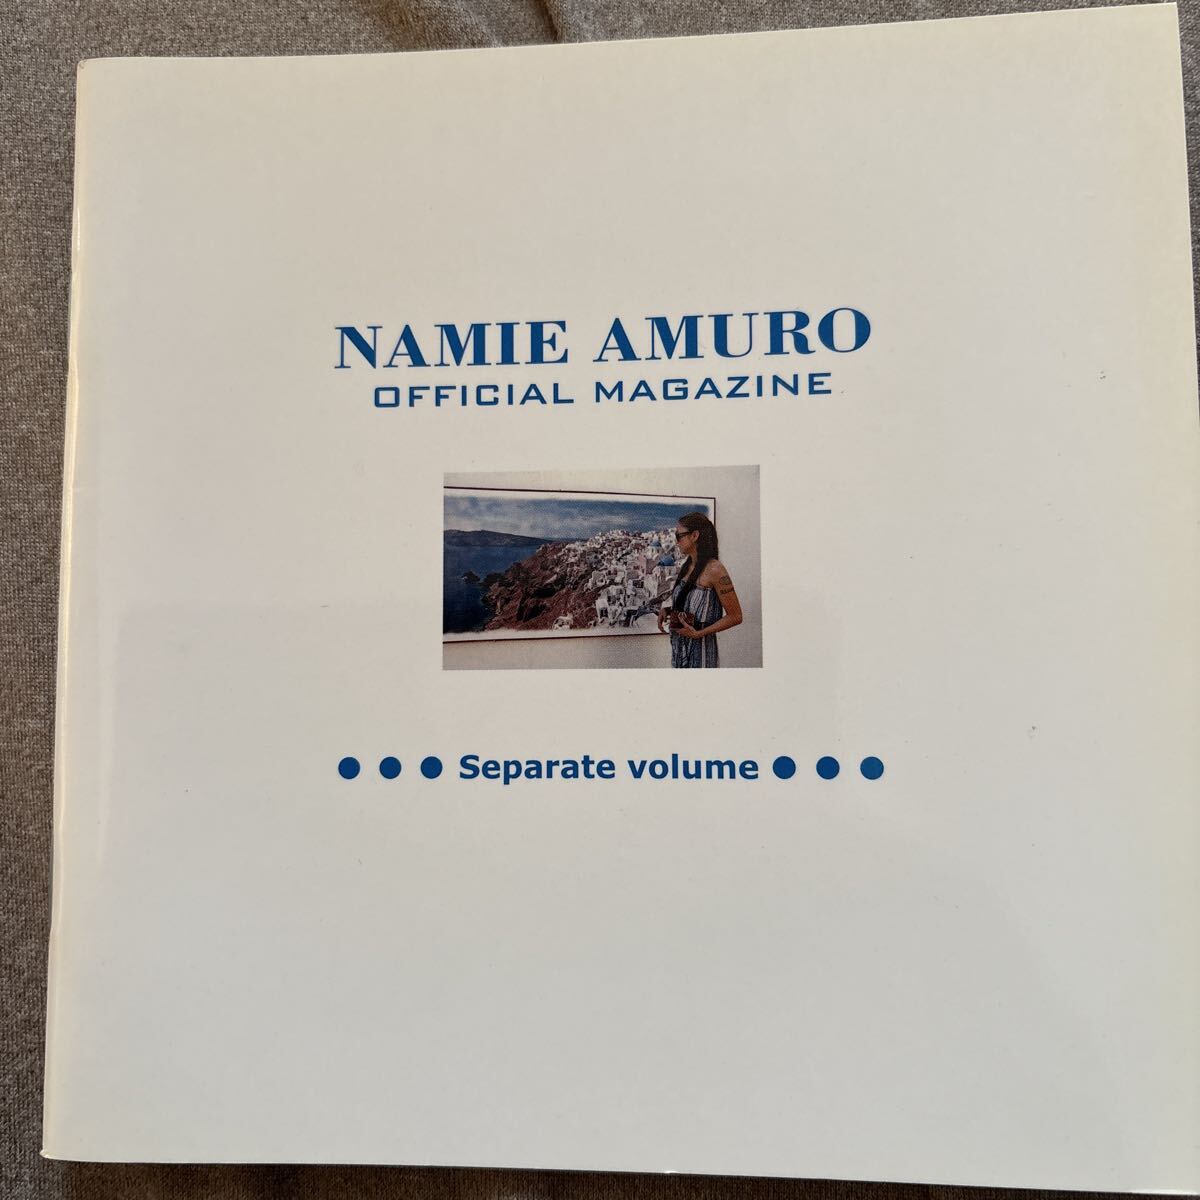 NAMIE AMURO
OFFICIAL MAGAZINE
●●● Separate volume ●●●